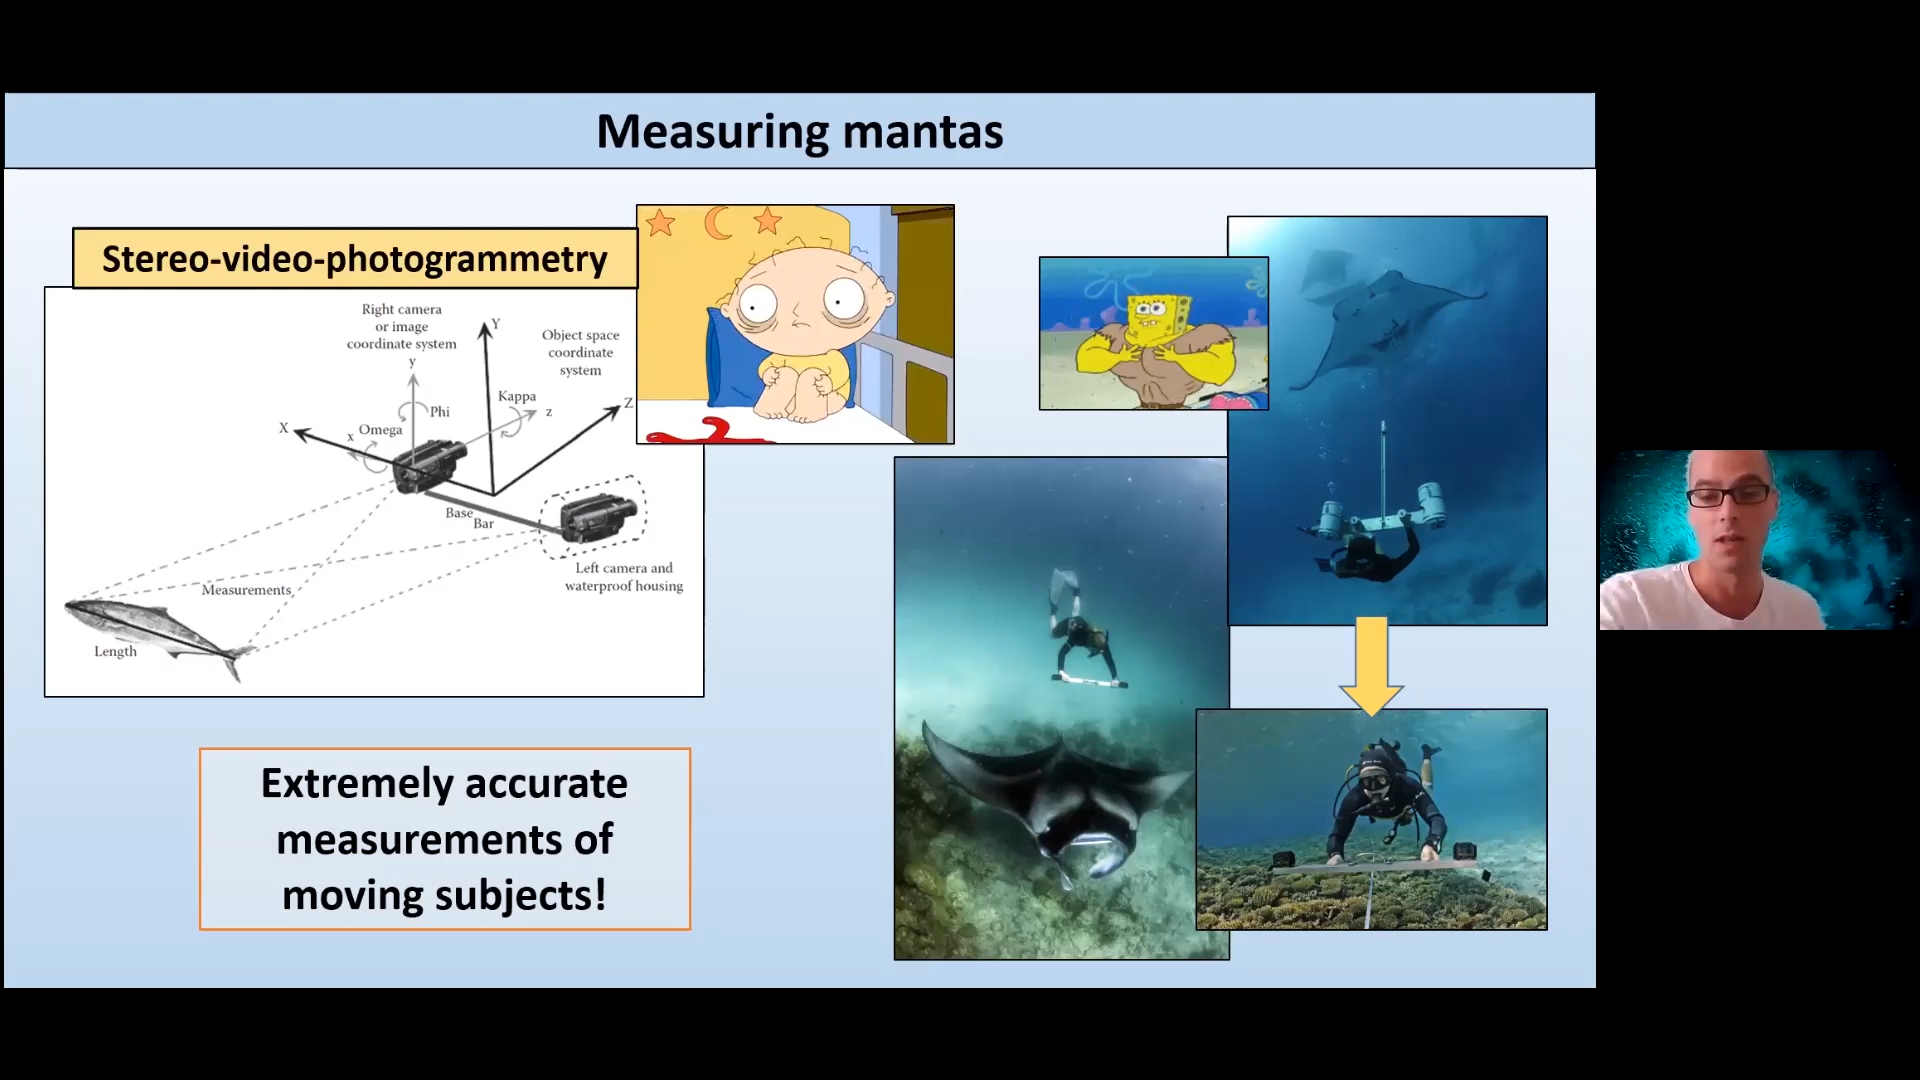 Measuring mantas
Stereo-video-photogrammetry
Right camera
or image
coordinate system
y
Y
Object space
coordinate
system
Phi
Kappa
z
Z
X
x
Omega
Base
Bar
Left camera and
waterproof housing
Measurements
Length
Extremely accurate
measurements of
moving subjects!